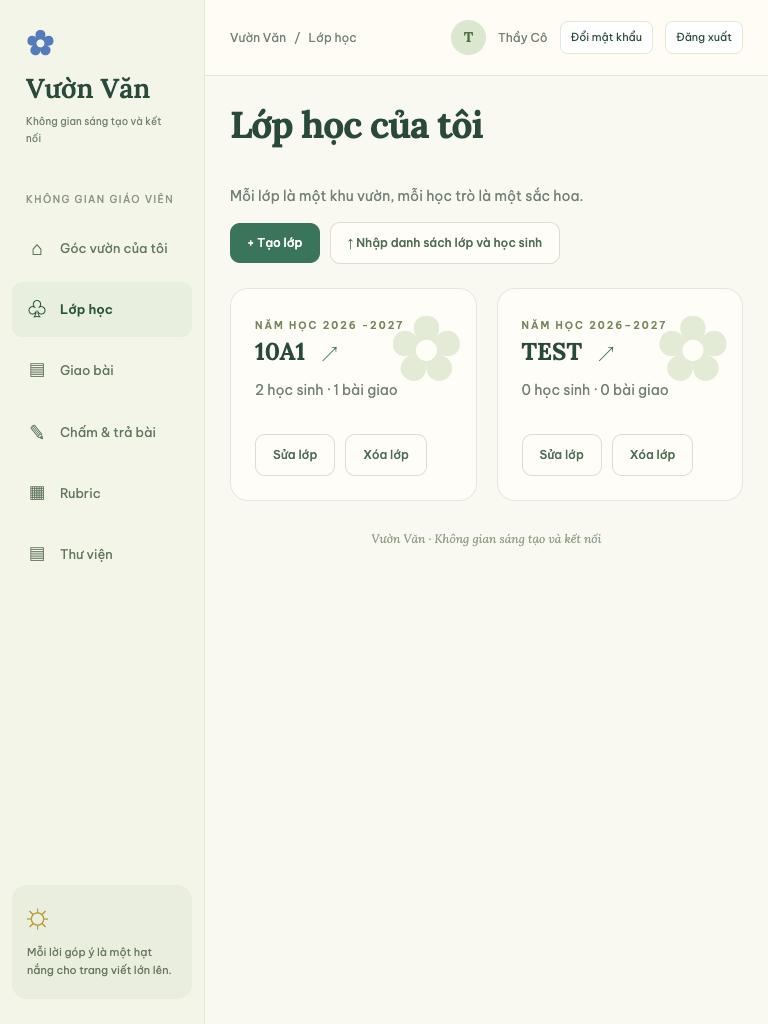 Vườn Văn
Không gian sáng tạo và kết
nối
KHÔNG GIAN GIÁO VIÊN
Góc vườn của tôi
Lớp học
Giao bài
Chấm & trả bài
Rubric
Thư viện
Mỗi lời góp ý là một hạt
nắng cho trang viết lớn lên.
Vườn Văn / Lớp học
T
Thầy Cô
Đổi mật khẩu
Đăng xuất
Lớp học của tôi
Mỗi lớp là một khu vườn, mỗi học trò là một sắc hoa.
+ Tạo lớp
↑ Nhập danh sách lớp và học sinh
NĂM HỌC 2026 -2027
10A1 ↗
2 học sinh · 1 bài giao
Sửa lớp
Xóa lớp
NĂM HỌC 2026–2027
TEST ↗
0 học sinh · 0 bài giao
Sửa lớp
Xóa lớp
Vườn Văn · Không gian sáng tạo và kết nối